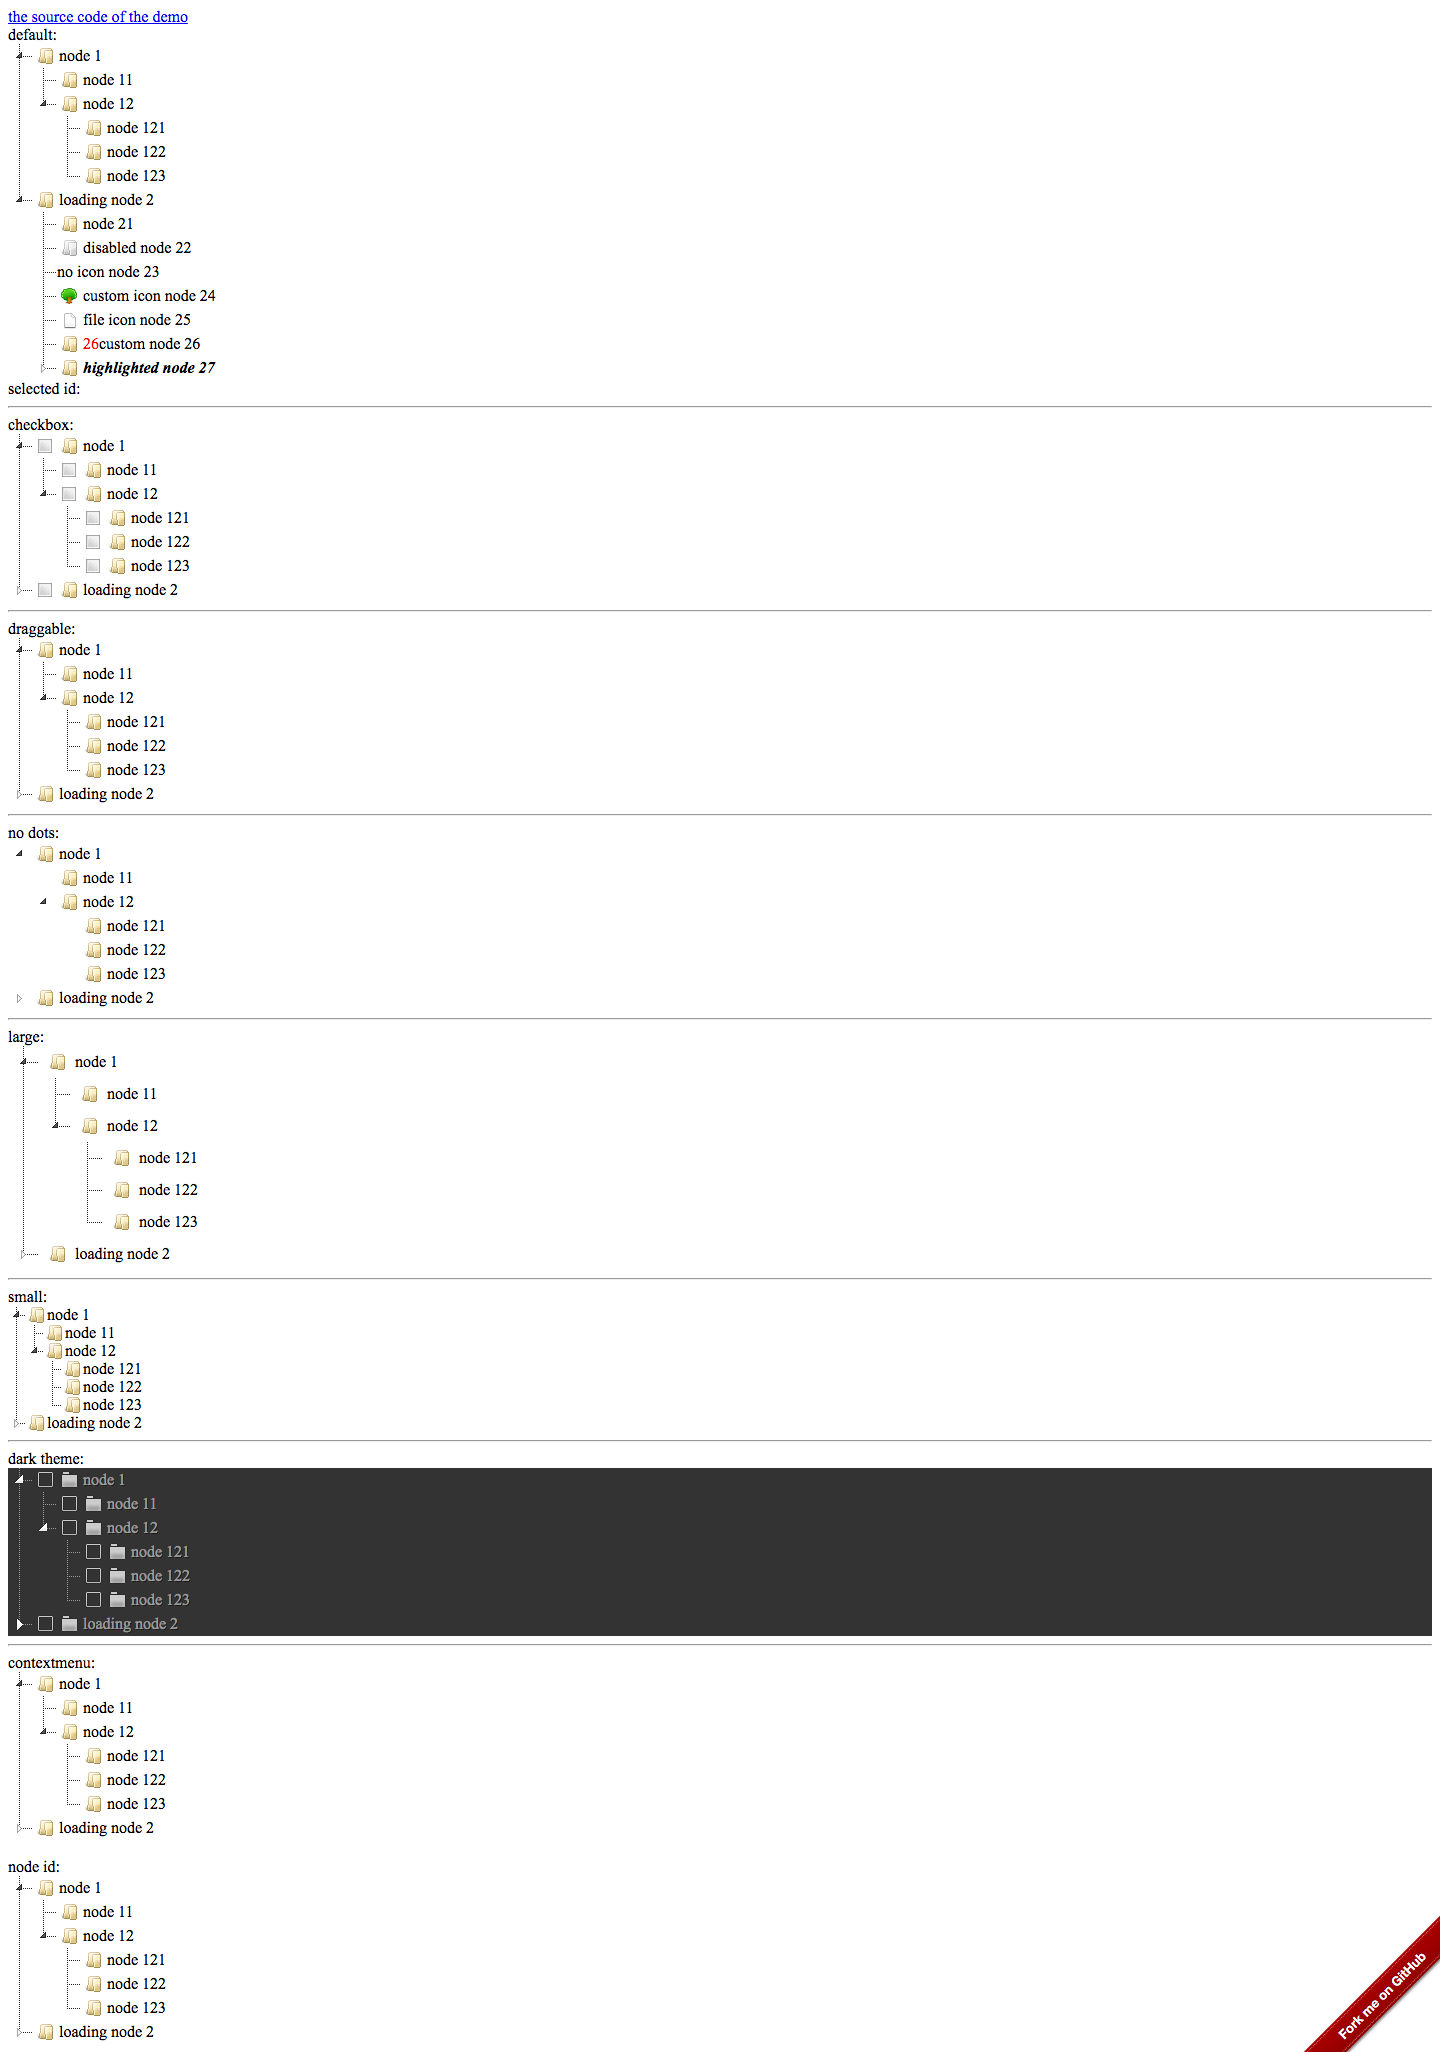 the source code of the demo
default:
node 1
node 11
node 12
node 121
node 122
node 123
loading node 2
node 21
disabled node 22
no icon node 23
custom icon node 24
file icon node 25
26custom node 26
highlighted node 27
selected id:
checkbox:
node 1
node 11
node 12
node 121
node 122
node 123
loading node 2
draggable:
node 1
node 11
node 12
node 121
node 122
node 123
loading node 2
no dots:
node 1
node 11
node 12
node 121
node 122
node 123
loading node 2
large:
node 1
node 11
node 12
node 121
node 122
node 123
loading node 2
small:
node 1
node 11
node 12
node 121
node 122
node 123
loading node 2
dark theme:
node 1
node 11
node 12
node 121
node 122
node 123
loading node 2
contextmenu:
node 1
node 11
node 12
node 121
node 122
node 123
loading node 2
node id:
node 1
node 11
node 12
node 121
node 122
node 123
loading node 2
Fork me on GitHub